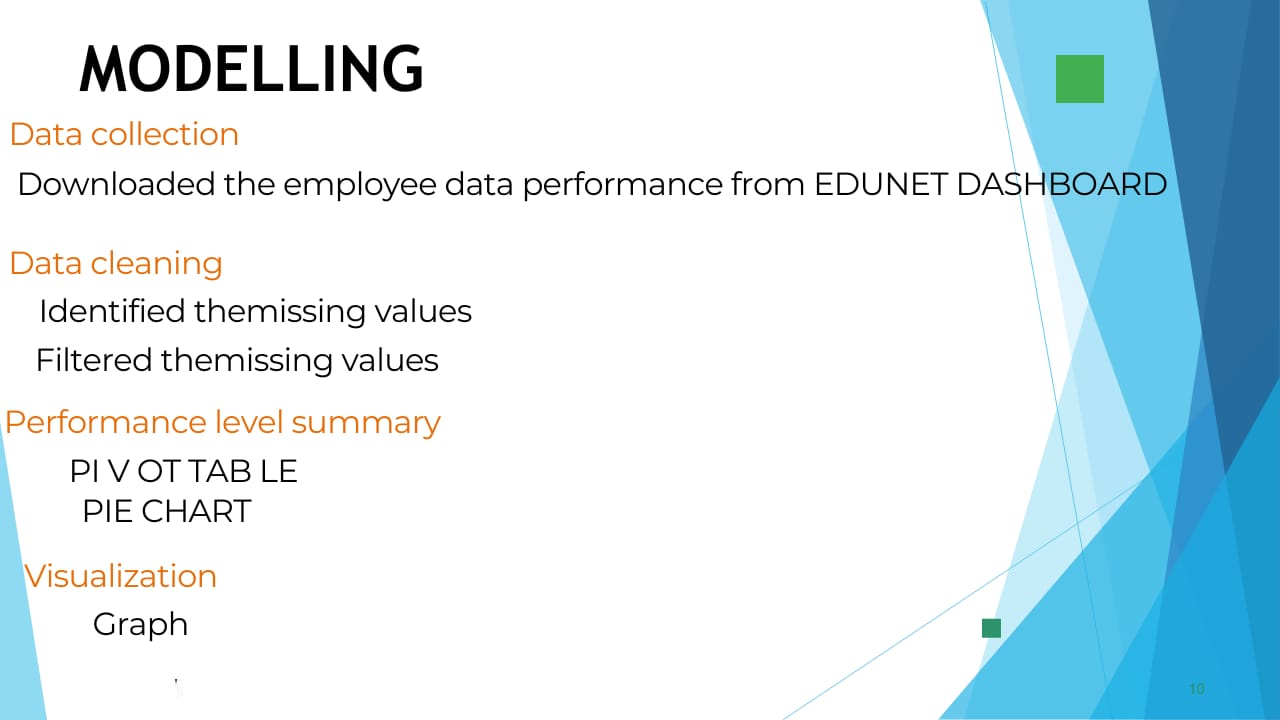 MODELLING
Data collection
Downloaded the employee data performance from EDUNET DASHBOARD
Data cleaning
Identified themissing values
Filtered themissing values
Performance level summary
PI V OT TAB LE
PIE CHART
Visualization
Graph
10